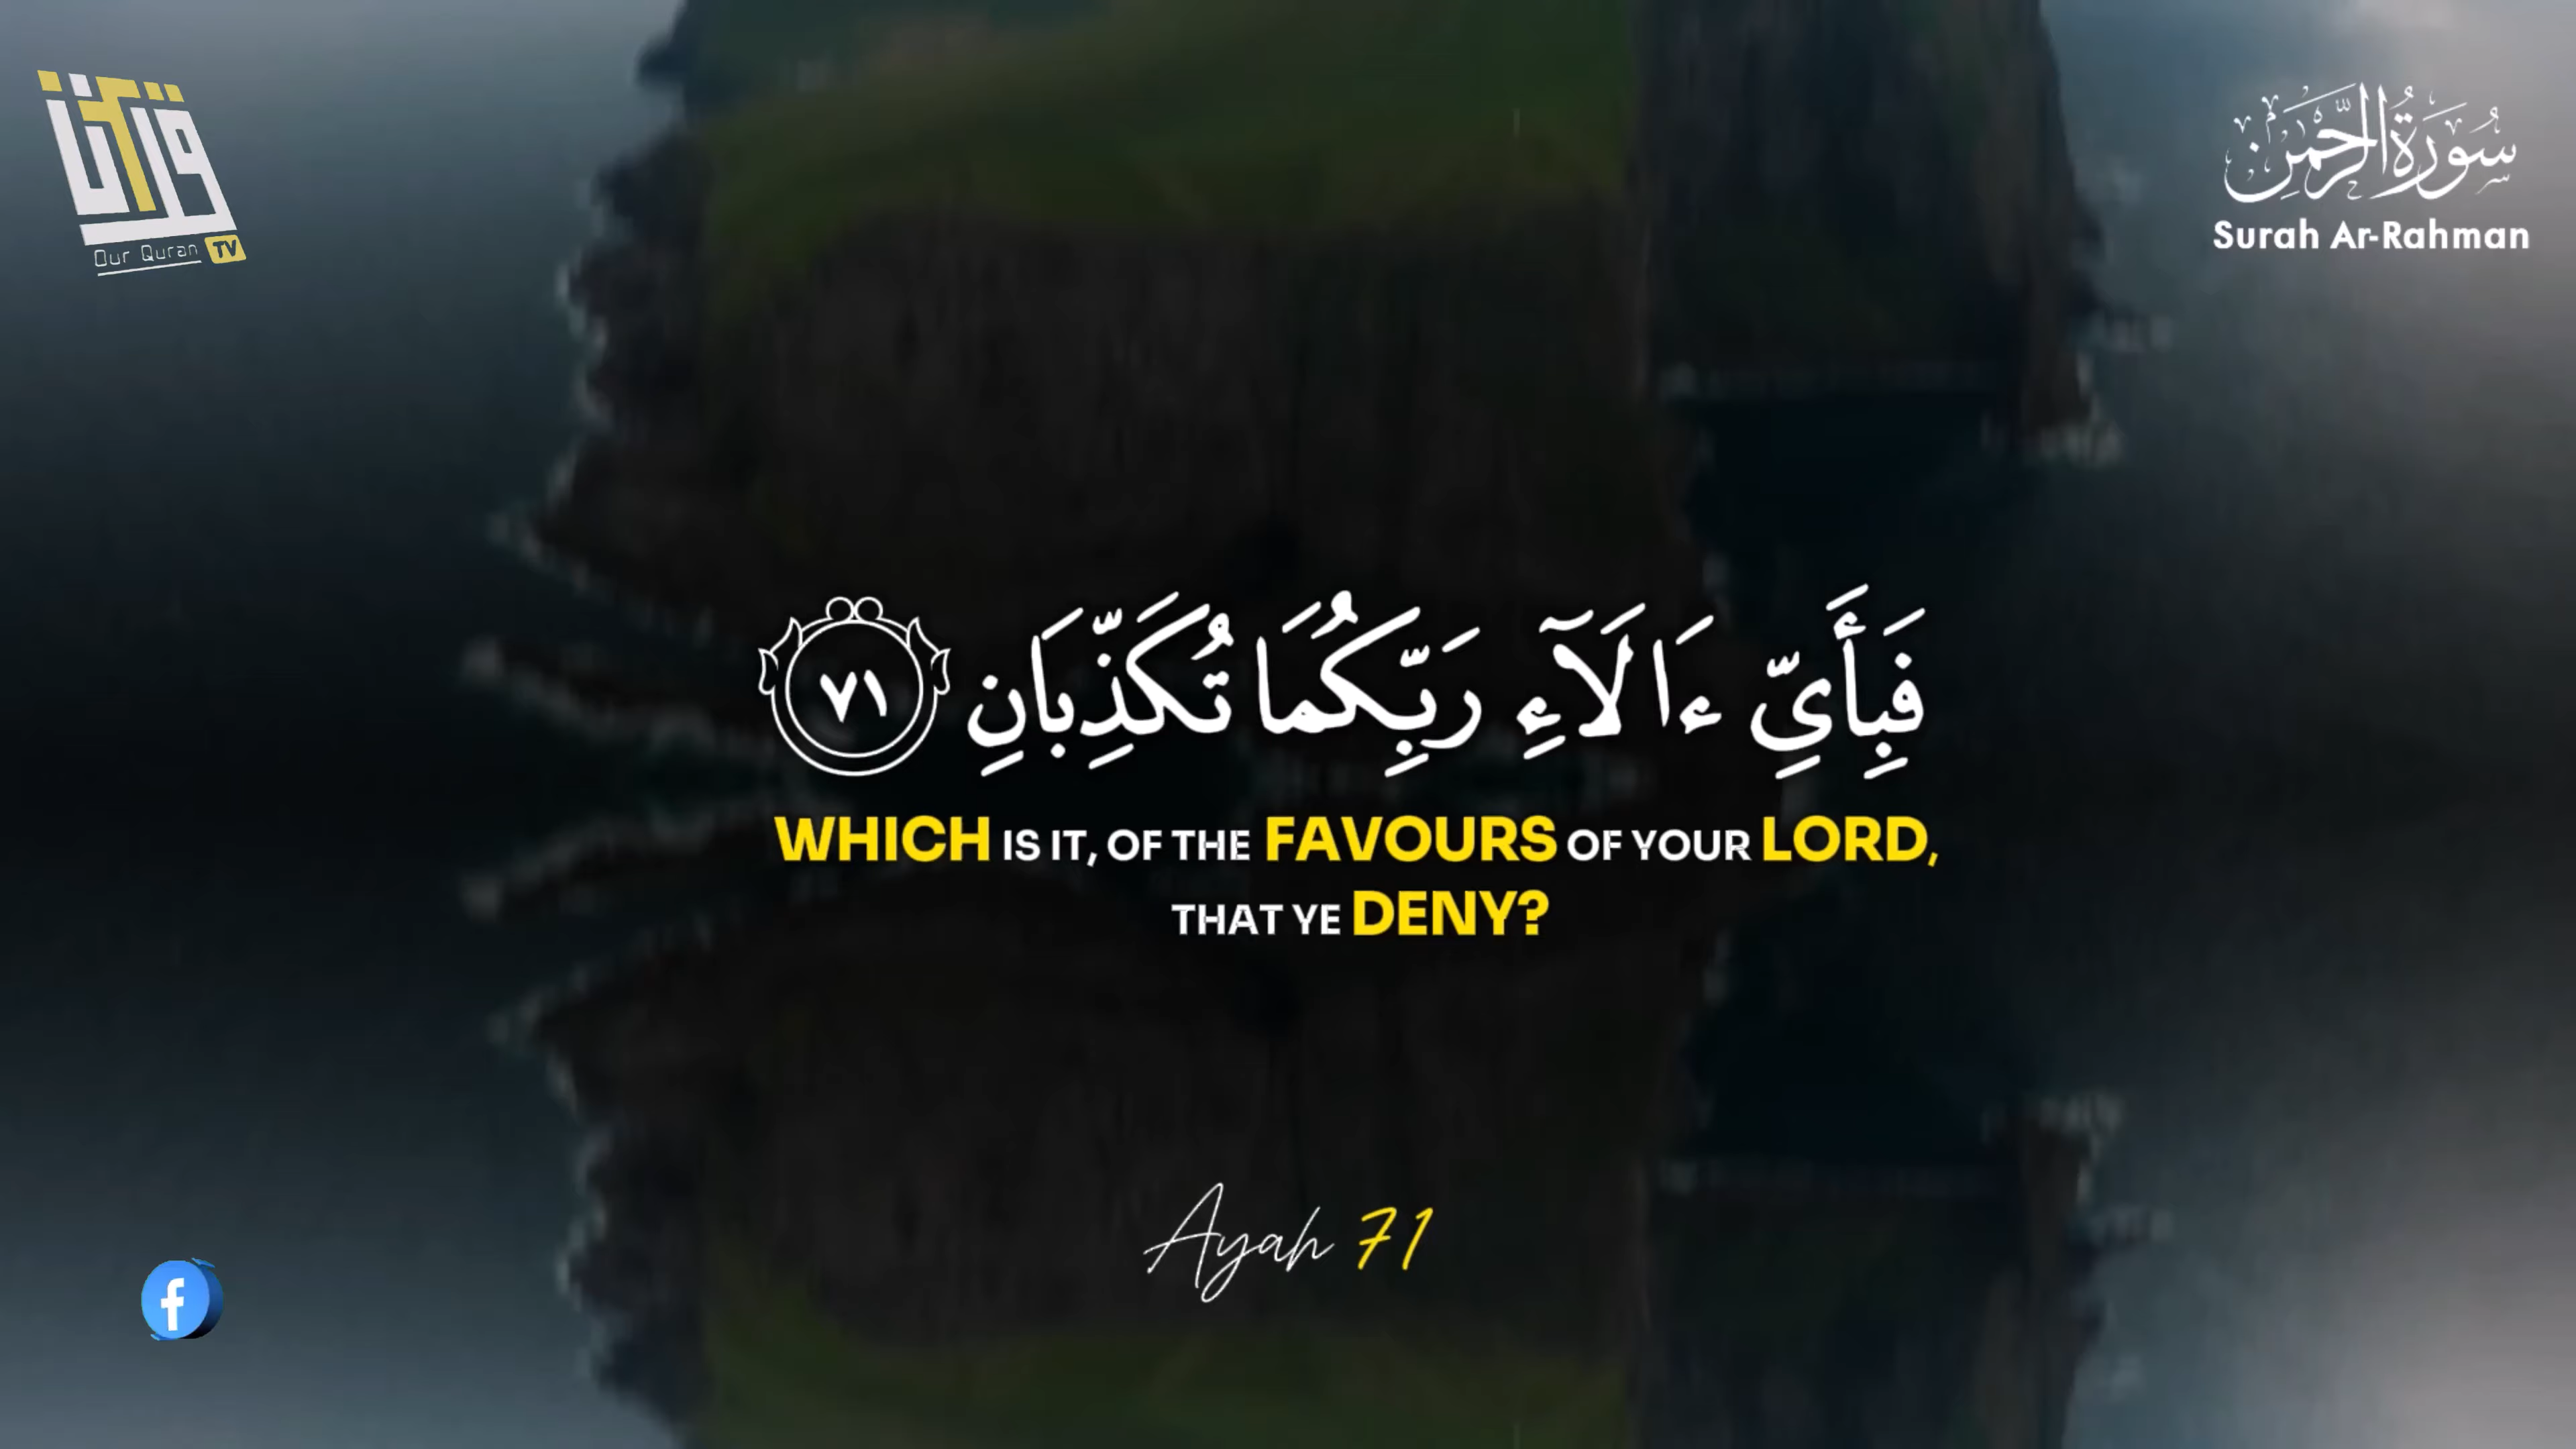 قرآننا
Our Quran TV
سُورَةُ الرَّحْمَٰن
Surah Ar-Rahman
فَبِأَيِّ ءَالَآءِ رَبِّكُمَا تُكَذِّبَانِ ٧١
WHICH IS IT, OF THE FAVOURS OF YOUR LORD,
THAT YE DENY?
Ayah 71
f